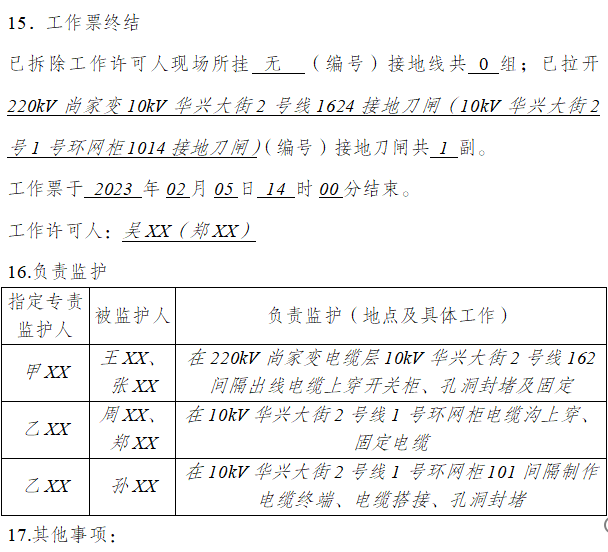 15．工作票终结
已拆除工作许可人现场所挂 无 （编号）接地线共 0 组；已拉开
220kV 尚家变 10kV 华兴大街 2 号线 1624 接地刀闸（10kV 华兴大街 2
号 1 号环网柜 1014 接地刀闸）（编号）接地刀闸共 1 副。
工作票于 2023 年 02 月 05 日 14 时 00 分结束。
工作许可人：吴 XX（郑 XX）
16.负责监护
指定专责
监护人
被监护人
负责监护（地点及具体工作）
甲 XX
王 XX、
张 XX
在 220kV 尚家变电缆层 10kV 华兴大街 2 号线 162
间隔出线电缆上穿开关柜、孔洞封堵及固定
乙 XX
周 XX、
郑 XX
在 10kV 华兴大街 2 号线 1 号环网柜电缆沟上穿、
固定电缆
乙 XX
孙 XX
在 10kV 华兴大街 2 号线 1 号环网柜 101 间隔制作
电缆终端、电缆搭接、孔洞封堵
17.其他事项：